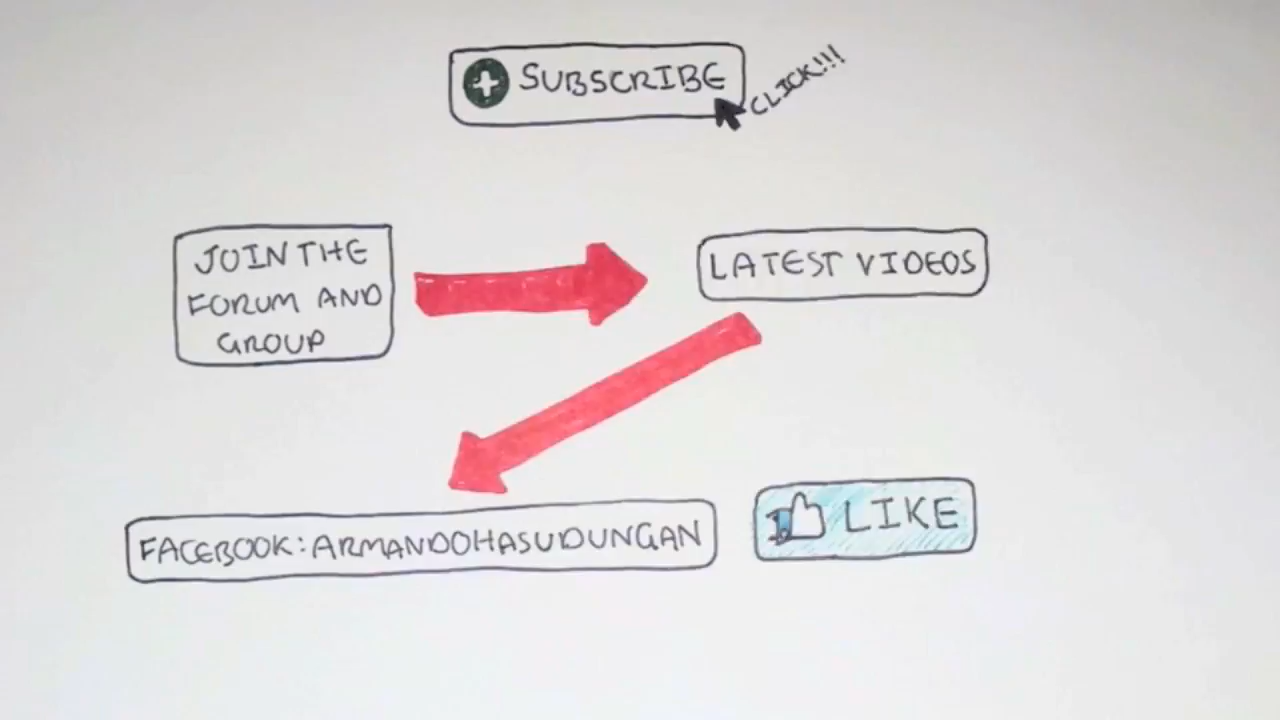 SUBSCRIBE
CLICK!!!
JOIN THE
FORUM AND
GROUP
LATEST VIDEOS
FACEBOOK: ARMANDOHASUDUNGAN
LIKE